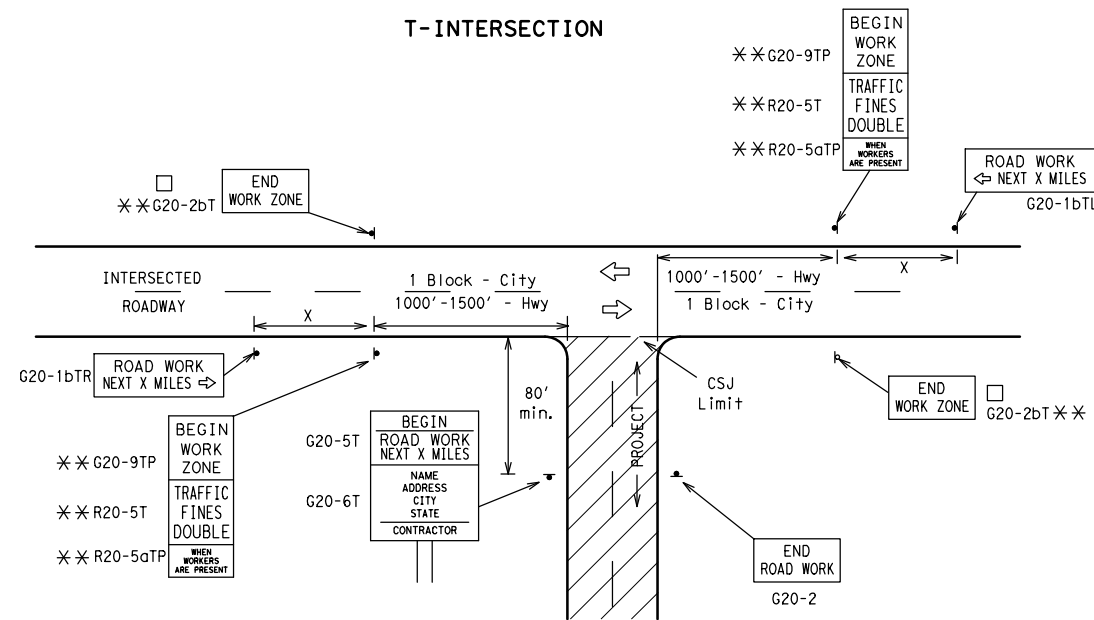 T-INTERSECTION
BEGIN
WORK
ZONE
✳✳G20-9TP
TRAFFIC
FINES
DOUBLE
✳✳R20-5T
WHEN
WORKERS
ARE PRESENT
✳✳R20-5aTP
ROAD WORK
⇦ NEXT X MILES
G20-1bTL
END
WORK ZONE
□
✳✳G20-2bT
INTERSECTED
ROADWAY
1 Block - City
1000'-1500' - Hwy
X
1000'-1500' - Hwy
1 Block - City
X
G20-1bTR
ROAD WORK
NEXT X MILES ⇨
80'
min.
CSJ
Limit
PROJECT
END
WORK ZONE
□
G20-2bT✳✳
BEGIN
WORK
ZONE
✳✳G20-9TP
TRAFFIC
FINES
DOUBLE
✳✳R20-5T
WHEN
WORKERS
ARE PRESENT
✳✳R20-5aTP
G20-5T
BEGIN
ROAD WORK
NEXT X MILES
G20-6T
NAME
ADDRESS
CITY
STATE
CONTRACTOR
END
ROAD WORK
G20-2